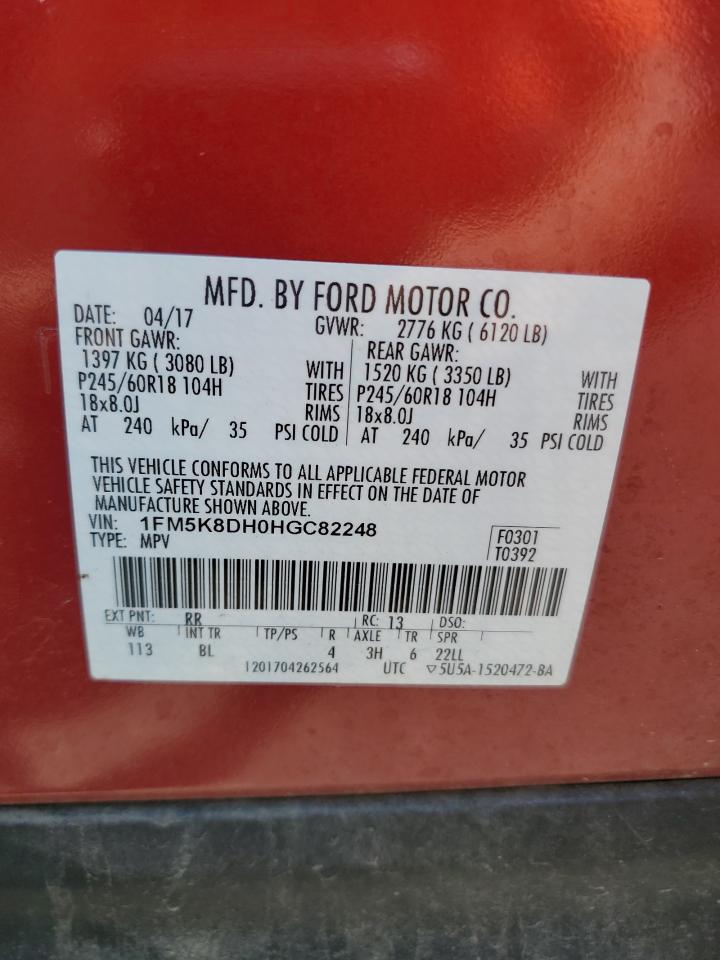 MFD. BY FORD MOTOR CO.
DATE: 04/17 GVWR: 2776 KG ( 6120 LB)
FRONT GAWR: REAR GAWR:
1397 KG ( 3080 LB) WITH 1520 KG ( 3350 LB) WITH
P245/60R18 104H TIRES P245/60R18 104H TIRES
18x8.0J RIMS 18x8.0J RIMS
AT 240 kPa/ 35 PSI COLD AT 240 kPa/ 35 PSI COLD
THIS VEHICLE CONFORMS TO ALL APPLICABLE FEDERAL MOTOR
VEHICLE SAFETY STANDARDS IN EFFECT ON THE DATE OF
MANUFACTURE SHOWN ABOVE.
VIN: 1FM5K8DH0HGC82248 F0301
TYPE: MPV T0392
EXT PNT: RR RC: 13 DSO:
WB INT TR TP/PS R AXLE TR SPR
113 BL 4 3H 6 22LL
1201704262564 UTC ▽5U5A-1520472-BA